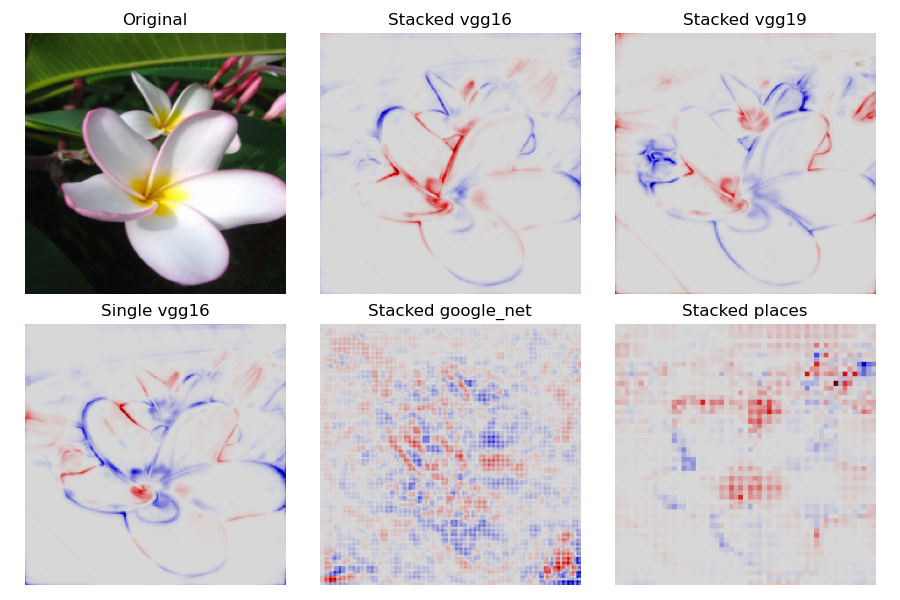 Original
Stacked vgg16
Stacked vgg19
Single vgg16
Stacked google_net
Stacked places